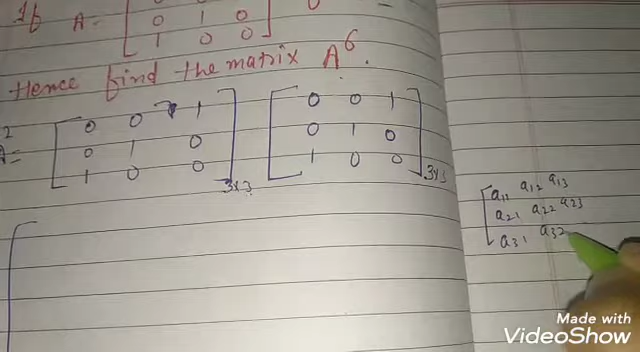 If A = [
0 1 0
1 0 0 ]
Hence find the matrix A⁶.
A² = [ 0 0 1 ] [ 0 0 1 ]
0 1 0 0 1 0
1 0 0 1 0 0
3×3 3×3
[ a₁₁ a₁₂ a₁₃
a₂₁ a₂₂ a₂₃
a₃₁ a₃₂
[
Made with
VideoShow